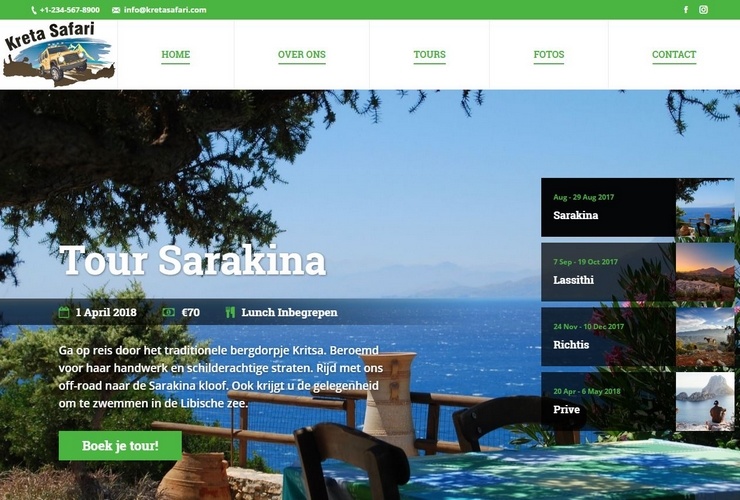 +1-234-567-8900 info@kretasafari.com
Kreta Safari
HOME OVER ONS TOURS FOTOS CONTACT
Tour Sarakina
1 April 2018 €70 Lunch Inbegrepen
Ga op reis door het traditionele bergdorpje Kritsa. Beroemd
voor haar handwerk en schilderachtige straten. Rijd met ons
off-road naar de Sarakina kloof. Ook krijgt u de gelegenheid
om te zwemmen in de Libische zee.
Boek je tour!
Aug - 29 Aug 2017
Sarakina
7 Sep - 19 Oct 2017
Lassithi
24 Nov - 10 Dec 2017
Richtis
20 Apr - 6 May 2018
Prive